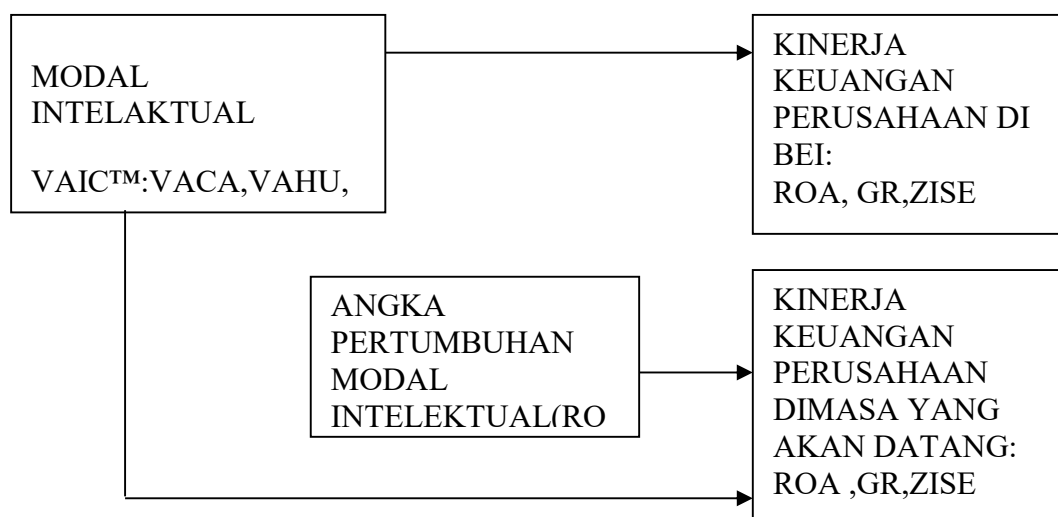 MODAL
INTELAKTUAL
VAIC™:VACA,VAHU,
KINERJA
KEUANGAN
PERUSAHAAN DI
BEI:
ROA, GR,ZISE
ANGKA
PERTUMBUHAN
MODAL
INTELEKTUAL(RO
KINERJA
KEUANGAN
PERUSAHAAN
DIMASA YANG
AKAN DATANG:
ROA ,GR,ZISE